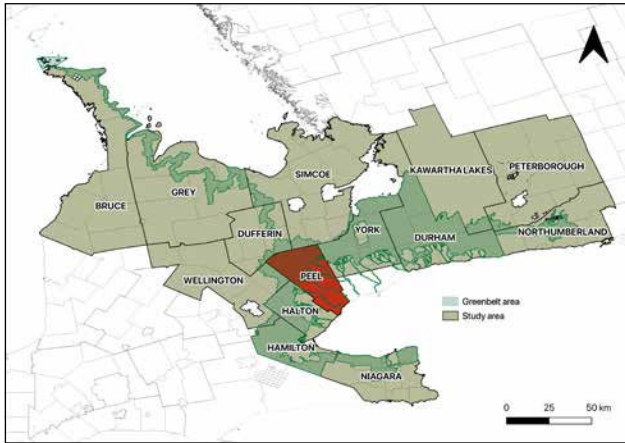 SIMCOE
KAWARTHA LAKES
PETERBOROUGH
GREY
BRUCE
DUFFERIN
YORK
DURHAM
NORTHUMBERLAND
WELLINGTON
PEEL
HALTON
Greenbelt area
Study area
HAMILTON
NIAGARA
0 25 50 km